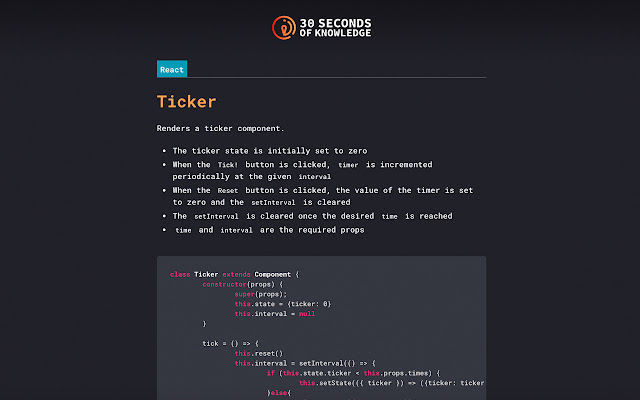 30 SECONDS
OF KNOWLEDGE
React
Ticker
Renders a ticker component.
• The ticker state is initially set to zero
• When the Tick! button is clicked, timer is incremented
periodically at the given interval
• When the Reset button is clicked, the value of the timer is set
to zero and the setInterval is cleared
• The setInterval is cleared once the desired time is reached
• time and interval are the required props
class Ticker extends Component {
constructor(props) {
super(props);
this.state = {ticker: 0}
this.interval = null
}
tick = () => {
this.reset()
this.interval = setInterval(() => {
if (this.state.ticker < this.props.times) {
this.setState(({ ticker }) => ({ticker: ticker
}else{